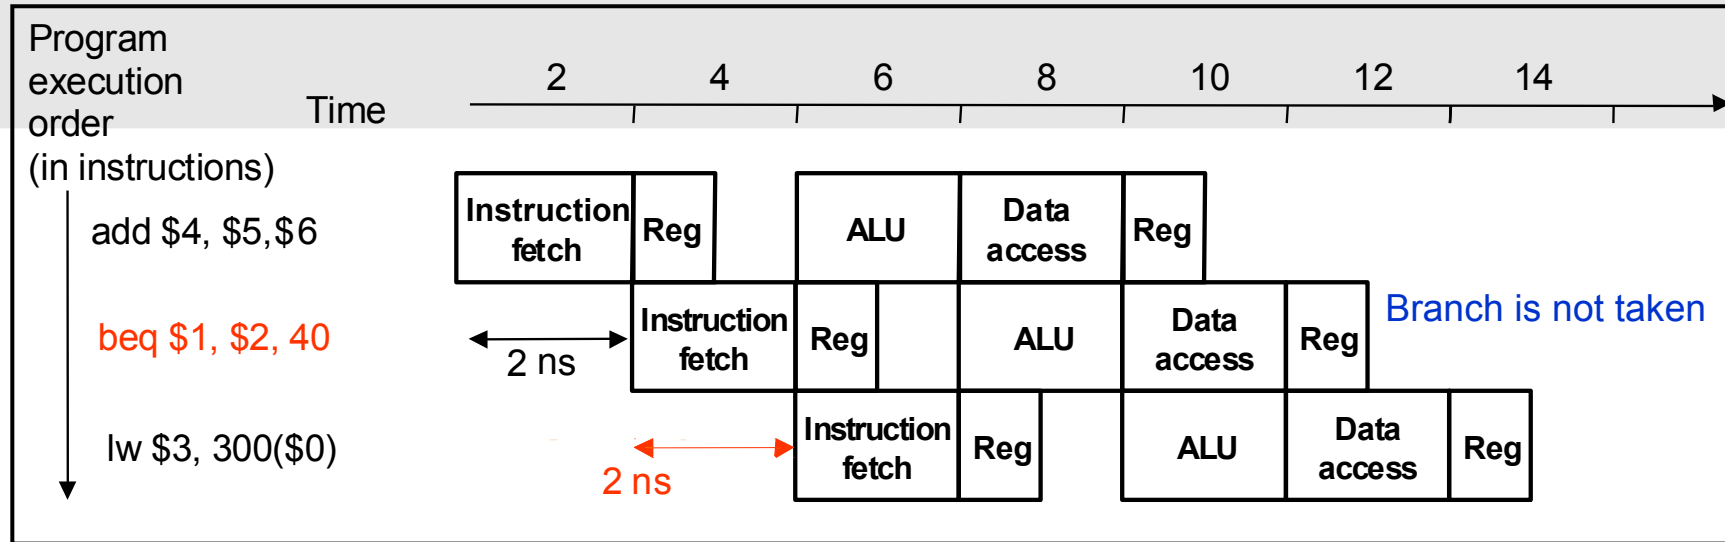 Program
execution
order
(in instructions)
Time
2 4 6 8 10 12 14
add $4, $5,$6
Instruction
fetch
Reg
ALU
Data
access
Reg
beq $1, $2, 40
2 ns
Instruction
fetch
Reg
ALU
Data
access
Reg
Branch is not taken
lw $3, 300($0)
2 ns
Instruction
fetch
Reg
ALU
Data
access
Reg